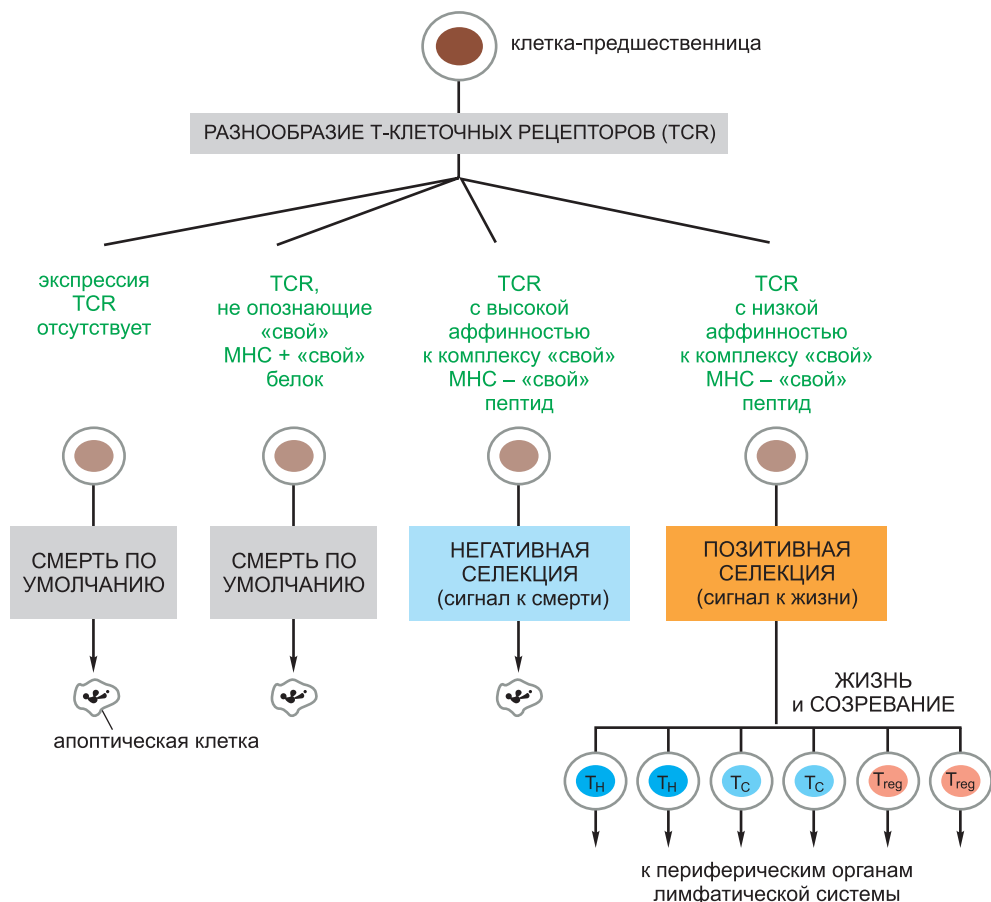 клетка-предшественница
РАЗНООБРАЗИЕ Т-КЛЕТОЧНЫХ РЕЦЕПТОРОВ (TCR)
экспрессия
TCR
отсутствует
TCR,
не опознающие
«свой»
МНС + «свой»
белок
TCR
с высокой
аффинностью
к комплексу «свой»
МНС – «свой»
пептид
TCR
с низкой
аффинностью
к комплексу «свой»
МНС – «свой»
пептид
СМЕРТЬ ПО
УМОЛЧАНИЮ
СМЕРТЬ ПО
УМОЛЧАНИЮ
НЕГАТИВНАЯ
СЕЛЕКЦИЯ
(сигнал к смерти)
ПОЗИТИВНАЯ
СЕЛЕКЦИЯ
(сигнал к жизни)
апоптическая клетка
ЖИЗНЬ
и СОЗРЕВАНИЕ
TH
TH
TC
TC
Treg
Treg
к периферическим органам
лимфатической системы